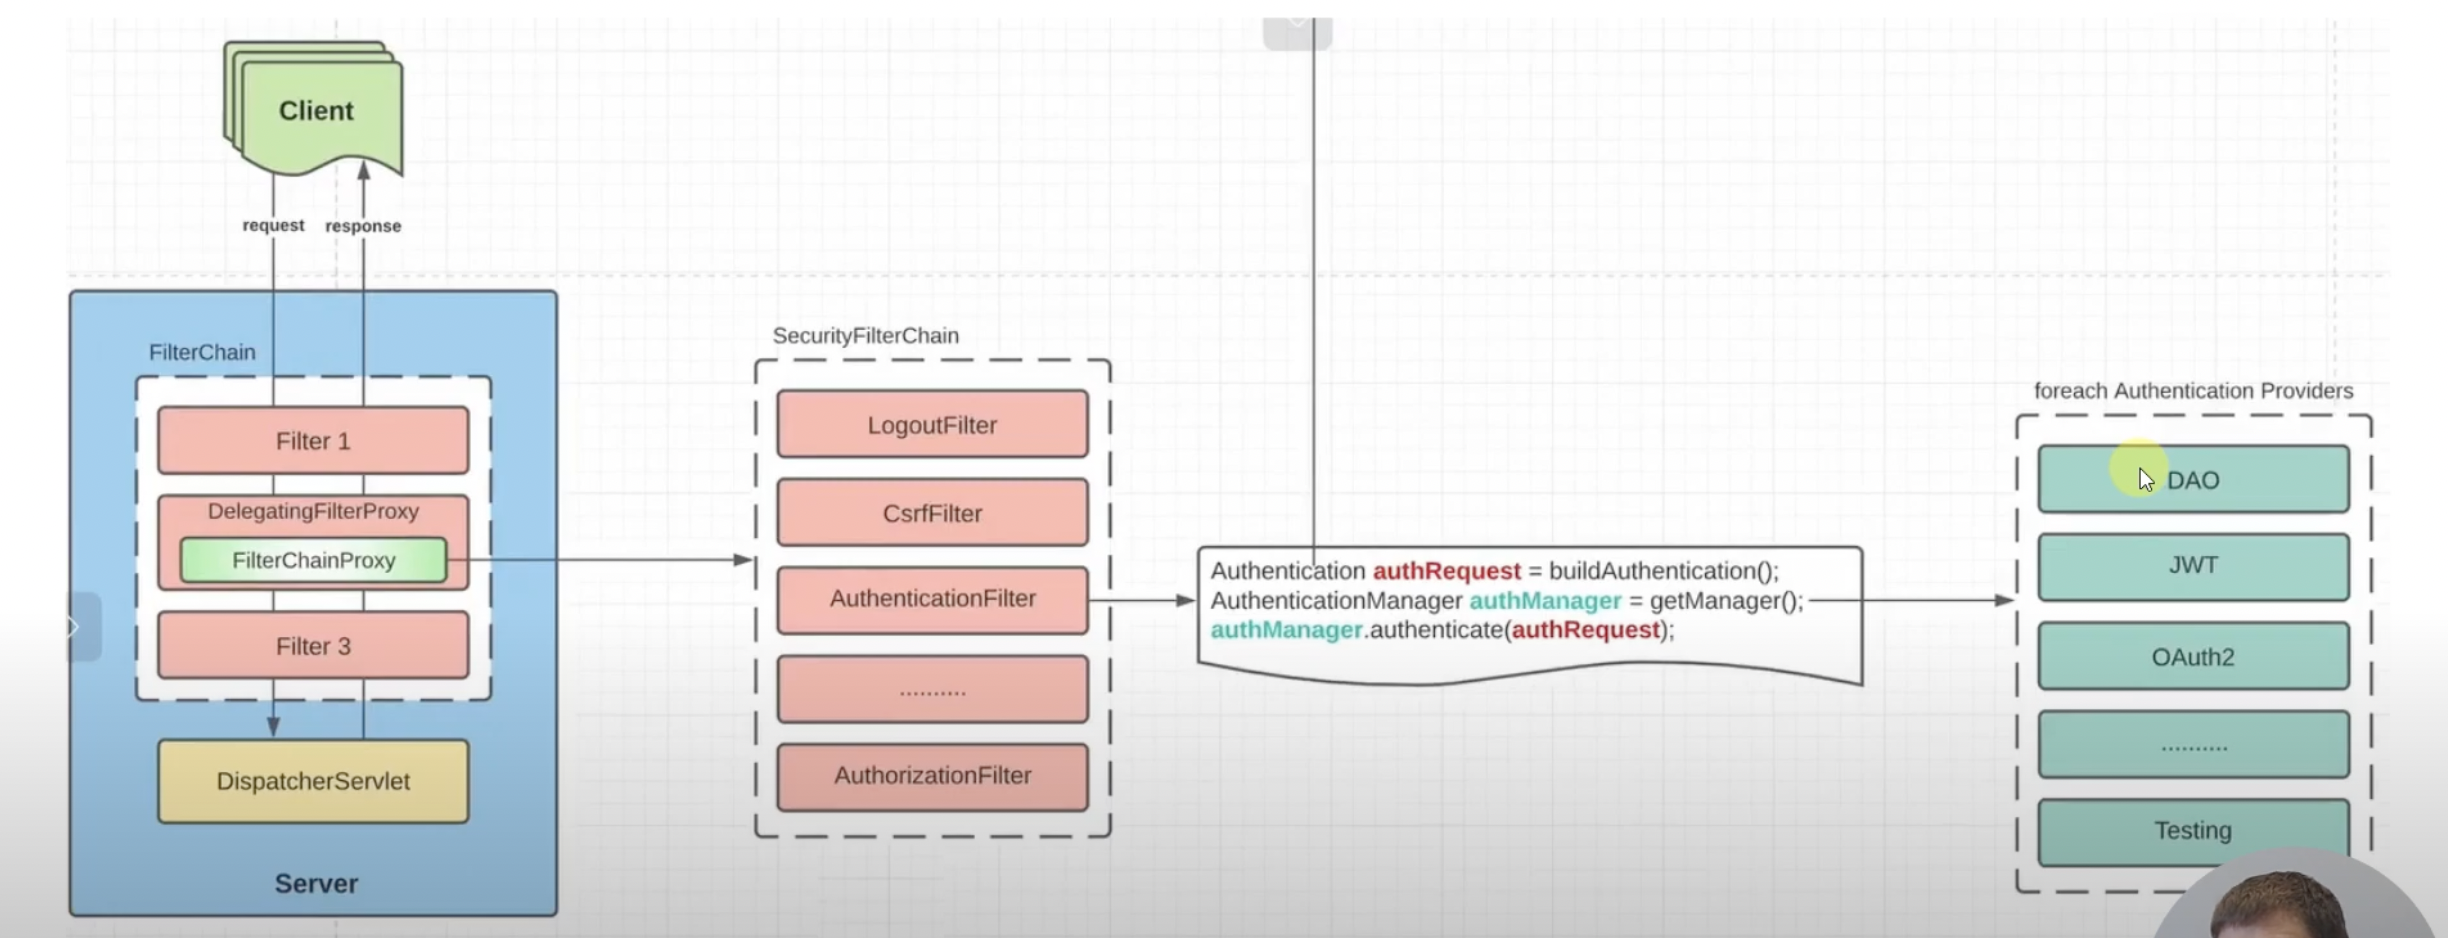 Client
request
response
FilterChain
Filter 1
DelegatingFilterProxy
FilterChainProxy
Filter 3
DispatcherServlet
Server
SecurityFilterChain
LogoutFilter
CsrfFilter
AuthenticationFilter
..........
AuthorizationFilter
Authentication authRequest = buildAuthentication();
AuthenticationManager authManager = getManager();
authManager.authenticate(authRequest);
foreach Authentication Providers
DAO
JWT
OAuth2
..........
Testing